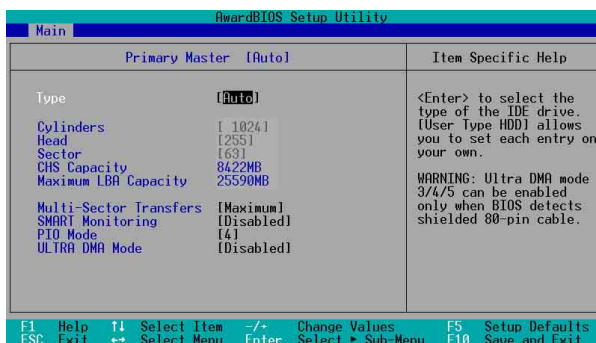 AwardBIOS Setup Utility
Main
Primary Master [Auto]
Item Specific Help
Type [Auto]
Cylinders [ 1024]
Head [255]
Sector [63]
CHS Capacity 8422MB
Maximum LBA Capacity 25590MB
Multi-Sector Transfers [Maximum]
SMART Monitoring [Disabled]
PIO Mode [4]
ULTRA DMA Mode [Disabled]
<Enter> to select the
type of the IDE drive.
[User Type HDD] allows
you to set each entry on
your own.
WARNING: Ultra DMA mode
3/4/5 can be enabled
only when BIOS detects
shielded 80-pin cable.
F1 Help ↑↓ Select Item -/+ Change Values F5 Setup Defaults
ESC Exit ←→ Select Menu Enter Select ► Sub-Menu F10 Save and Exit